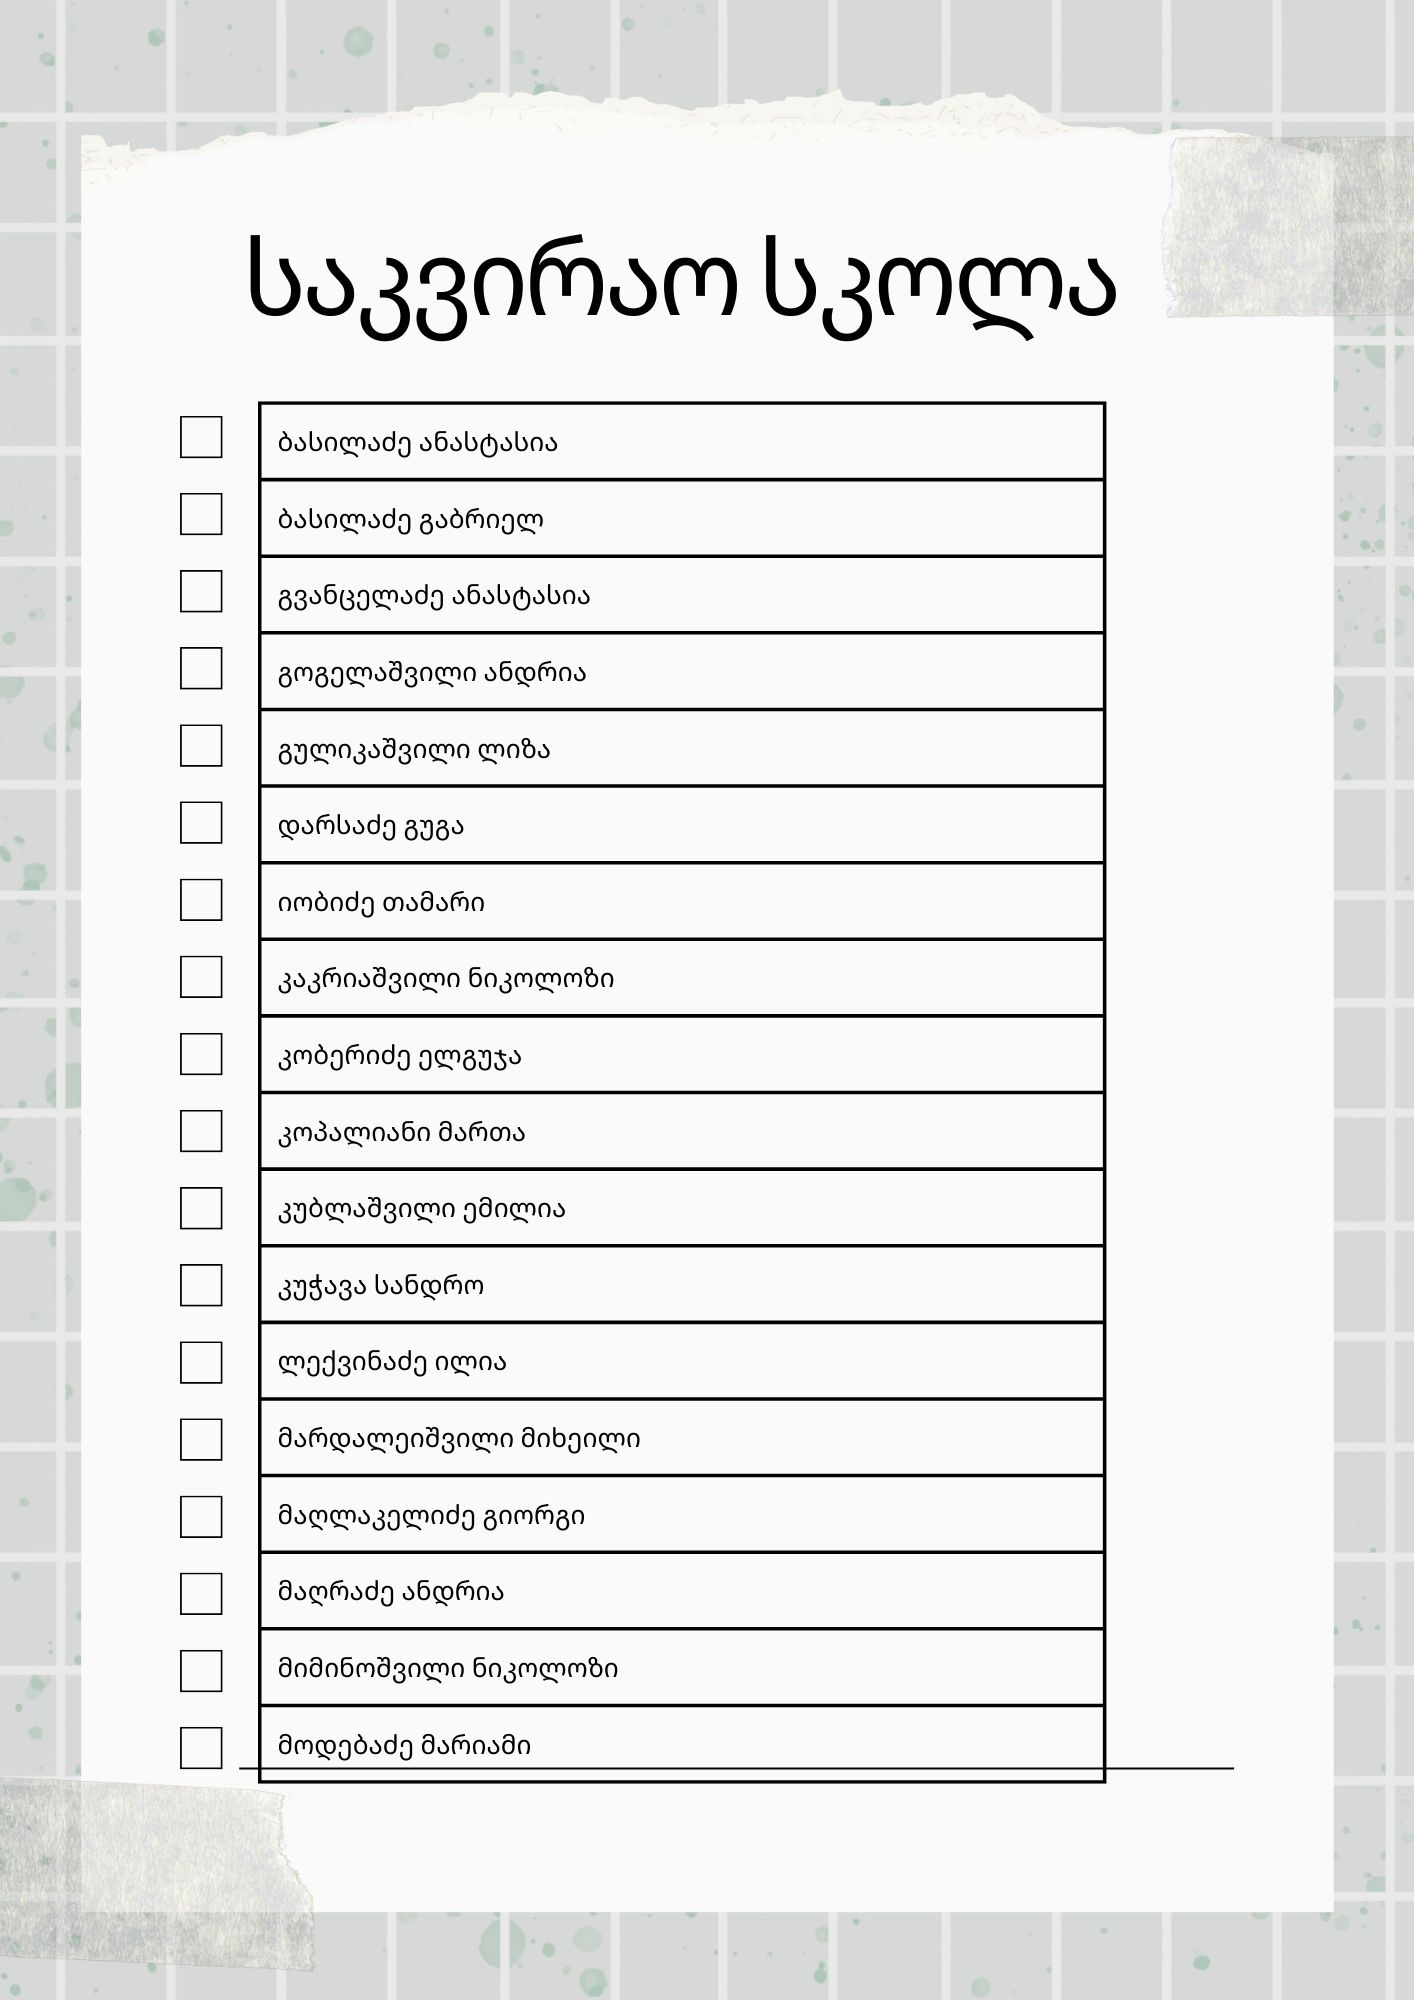 საკვირაო სკოლა
ბასილაძე ანასტასია
ბასილაძე გაბრიელ
გვანცელაძე ანასტასია
გოგელაშვილი ანდრია
გულიკაშვილი ლიზა
დარსაძე გუგა
იობიძე თამარი
კაკრიაშვილი ნიკოლოზი
კობერიძე ელგუჯა
კოპალიანი მართა
კუბლაშვილი ემილია
კუჭავა სანდრო
ლექვინაძე ილია
მარდალეიშვილი მიხეილი
მაღლაკელიძე გიორგი
მაღრაძე ანდრია
მიმინოშვილი ნიკოლოზი
მოდებაძე მარიამი